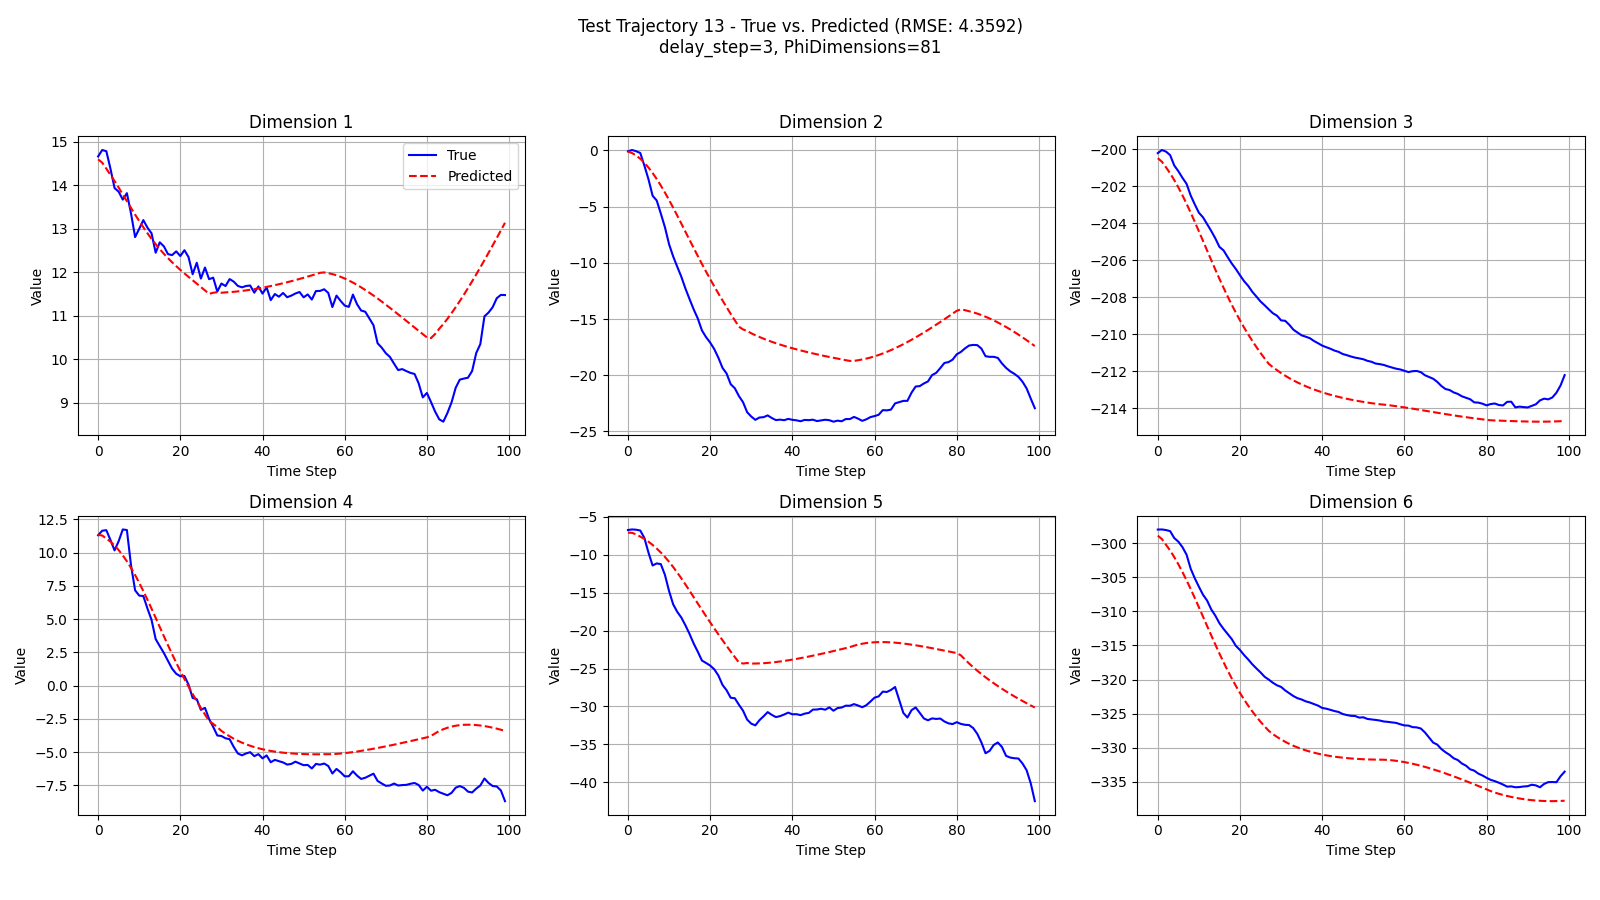 Test Trajectory 13 - True vs. Predicted (RMSE: 4.3592)
delay_step=3, PhiDimensions=81
Dimension 1
15
14
13
12
11
10
9
0 20 40 60 80 100
Value
Time Step
True
Predicted
Dimension 2
0
−5
−10
−15
−20
−25
0 20 40 60 80 100
Value
Time Step
Dimension 3
−200
−202
−204
−206
−208
−210
−212
−214
0 20 40 60 80 100
Value
Time Step
Dimension 4
12.5
10.0
7.5
5.0
2.5
0.0
−2.5
−5.0
−7.5
0 20 40 60 80 100
Value
Time Step
Dimension 5
−5
−10
−15
−20
−25
−30
−35
−40
0 20 40 60 80 100
Value
Time Step
Dimension 6
−300
−305
−310
−315
−320
−325
−330
−335
0 20 40 60 80 100
Value
Time Step